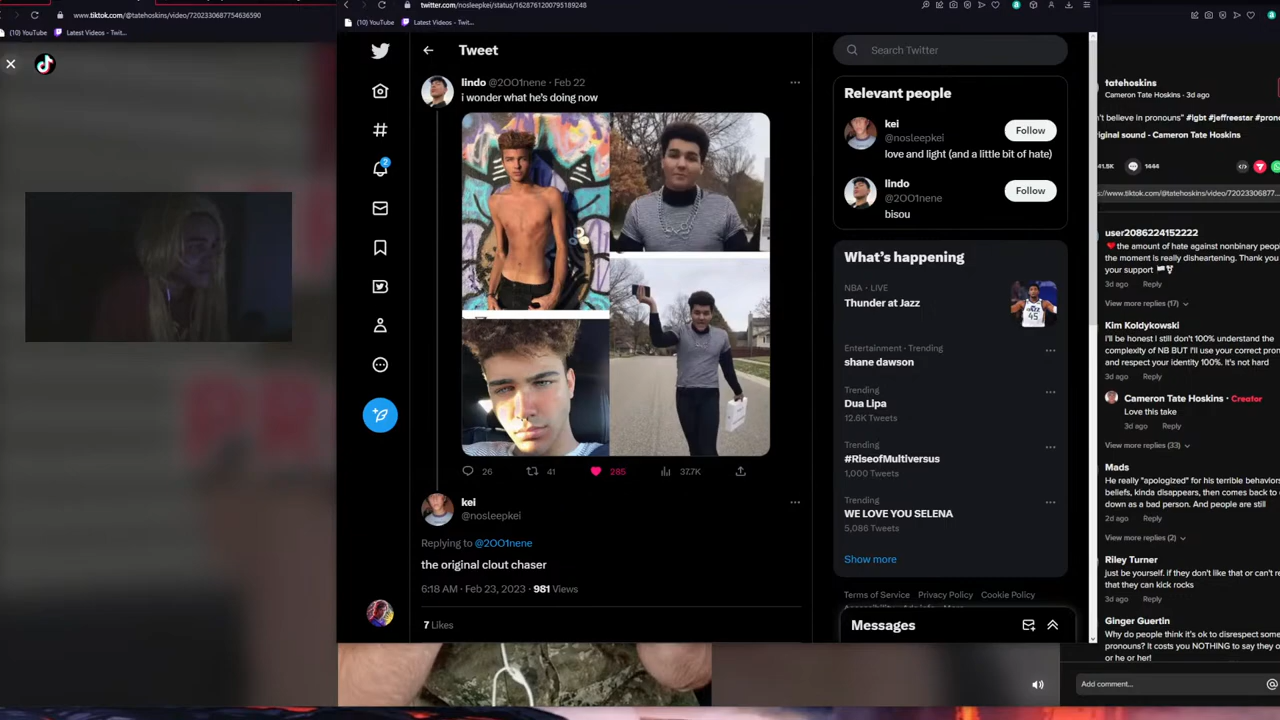 www.tiktok.com/@tatehoskins/video/7202330687754636590
(10) YouTube
Latest Videos - Twit...
twitter.com/nosleepkei/status/1628761200795189248
(10) YouTube
Latest Videos - Twit...
Tweet
lindo @2OO1nene · Feb 22
i wonder what he's doing now
26
41
285
37.7K
kei
@nosleepkei
Replying to @2OO1nene
the original clout chaser
6:18 AM · Feb 23, 2023 · 981 Views
7 Likes
2
Search Twitter
Relevant people
kei
@nosleepkei
Follow
love and light (and a little bit of hate)
lindo
@2OO1nene
Follow
bisou
What's happening
NBA · LIVE
Thunder at Jazz
JAZZ
45
Entertainment · Trending
shane dawson
Trending
Dua Lipa
12.6K Tweets
Trending
#RiseofMultiverse
1,000 Tweets
Trending
WE LOVE YOU SELENA
5,086 Tweets
Show more
Terms of Service Privacy Policy Cookie Policy
Messages
tatehoskins
Cameron Tate Hoskins · 3d ago
't believe in pronouns" #lgbt #jeffreestar #prono
iginal sound - Cameron Tate Hoskins
41.5K
1444
://www.tiktok.com/@tatehoskins/video/720233068775
user2086224152222
the amount of hate against nonbinary people
the moment is really disheartening. Thank you
your support
3d ago Reply
View more replies (17)
Kim Koldykowski
I'll be honest I still don't 100% understand the
complexity of NB BUT I'll use your correct pron
and respect your identity 100%. It's not hard
3d ago Reply
Cameron Tate Hoskins · Creator
Love this take
3d ago Reply
View more replies (33)
Mads
He really "apologized" for his terrible behaviors
beliefs, kinda disappears, then comes back to
down as a bad person. And people are still
2d ago Reply
View more replies (2)
Riley Turner
just be yourself. if they don't like that or can't re
that they can kick rocks
3d ago Reply
Ginger Guertin
Why do people think it's ok to disrespect some
pronouns? It costs you NOTHING to say they o
or he or her!
Add comment...